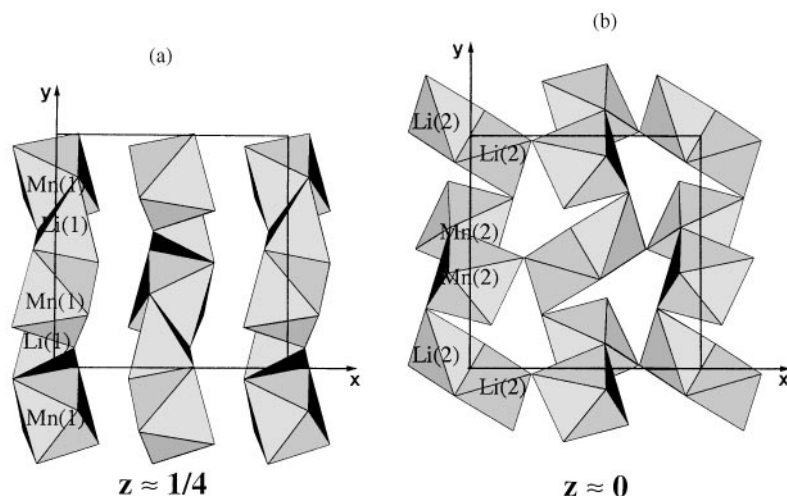 (a)
y
Mn(1)
Li(1)
Mn(1)
Li(1)
Mn(1)
x
z ≈ 1/4
(b)
y
Li(2)
Li(2)
Mn(2)
Mn(2)
Li(2)
Li(2)
x
z ≈ 0